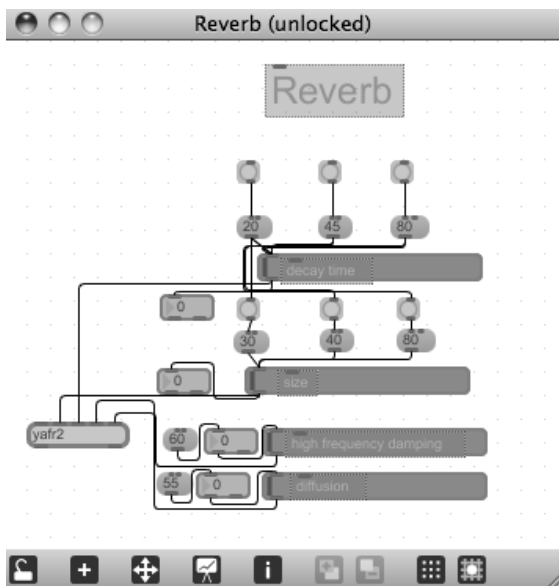 Reverb (unlocked)
Reverb
20 45 80
decay time
0
30 40 80
0 size
yafr2
60 0 high frequency damping
55 0 diffusion